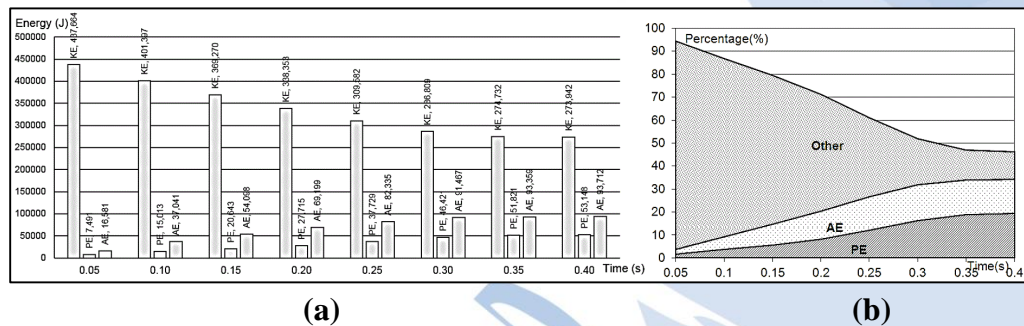 Energy (J)
500000
450000
400000
350000
300000
250000
200000
150000
100000
50000
0
KE, 437,664
PE, 7,491
AE, 16,581
KE, 401,397
PE, 15,013
AE, 37,041
KE, 369,270
PE, 20,643
AE, 54,098
KE, 338,353
PE, 27,715
AE, 69,199
KE, 309,582
PE, 37,729
AE, 82,335
KE, 286,809
PE, 46,421
AE, 91,467
KE, 274,732
PE, 51,821
AE, 93,359
KE, 273,942
PE, 53,148
AE, 93,712
0.05 0.10 0.15 0.20 0.25 0.30 0.35 0.40 Time (s)
(a)
Percentage(%)
100
90
80
70
60
50
40
30
20
10
0
Other
AE
PE
Time(s)
0.05 0.1 0.15 0.2 0.25 0.3 0.35 0.4
(b)